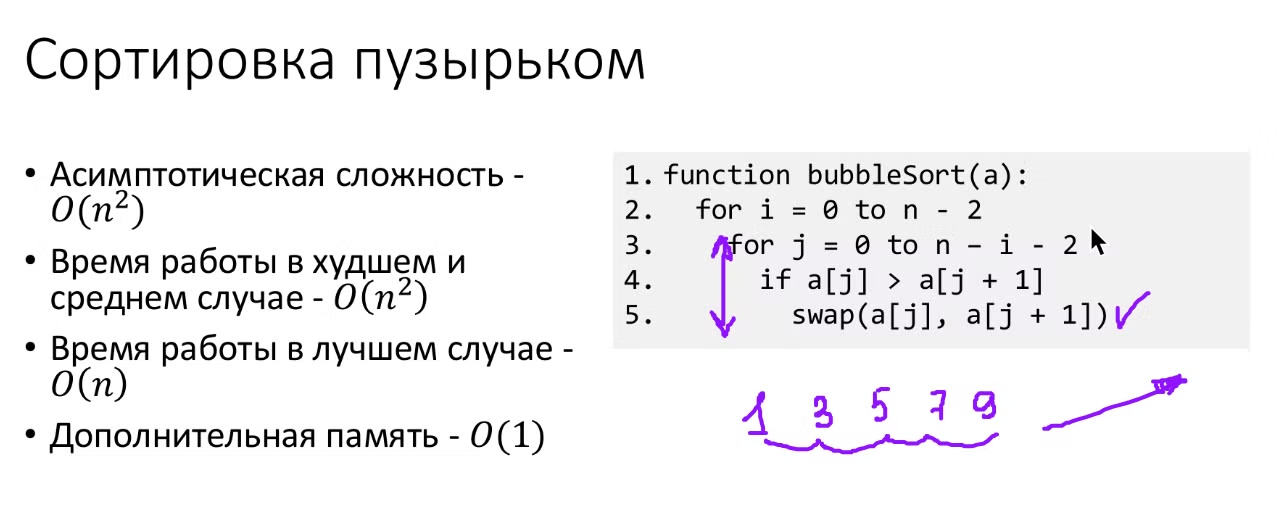 Сортировка пузырьком
• Асимптотическая сложность -
O(n²)
• Время работы в худшем и
среднем случае - O(n²)
• Время работы в лучшем случае -
O(n)
• Дополнительная память - O(1)
1. function bubbleSort(a):
2. for i = 0 to n - 2
3. for j = 0 to n – i - 2
4. if a[j] > a[j + 1]
5. swap(a[j], a[j + 1])
1 3 5 7 9